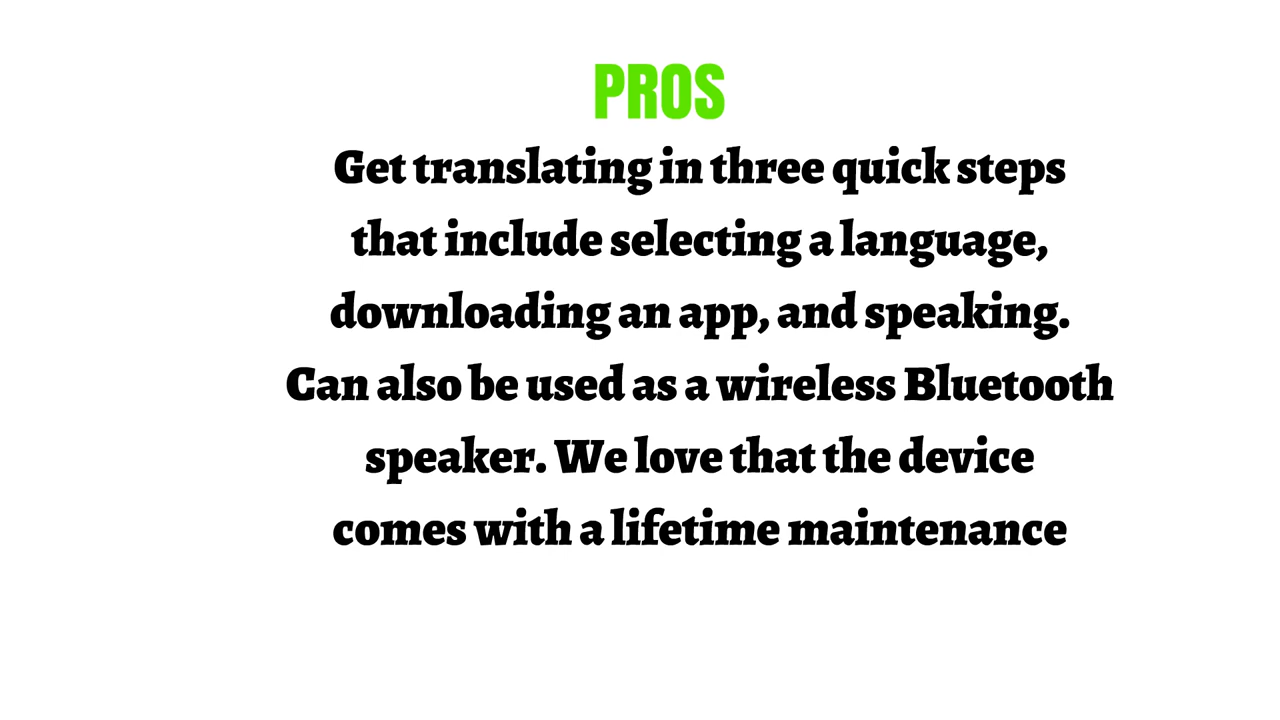 PROS
Get translating in three quick steps
that include selecting a language,
downloading an app, and speaking.
Can also be used as a wireless Bluetooth
speaker. We love that the device
comes with a lifetime maintenance